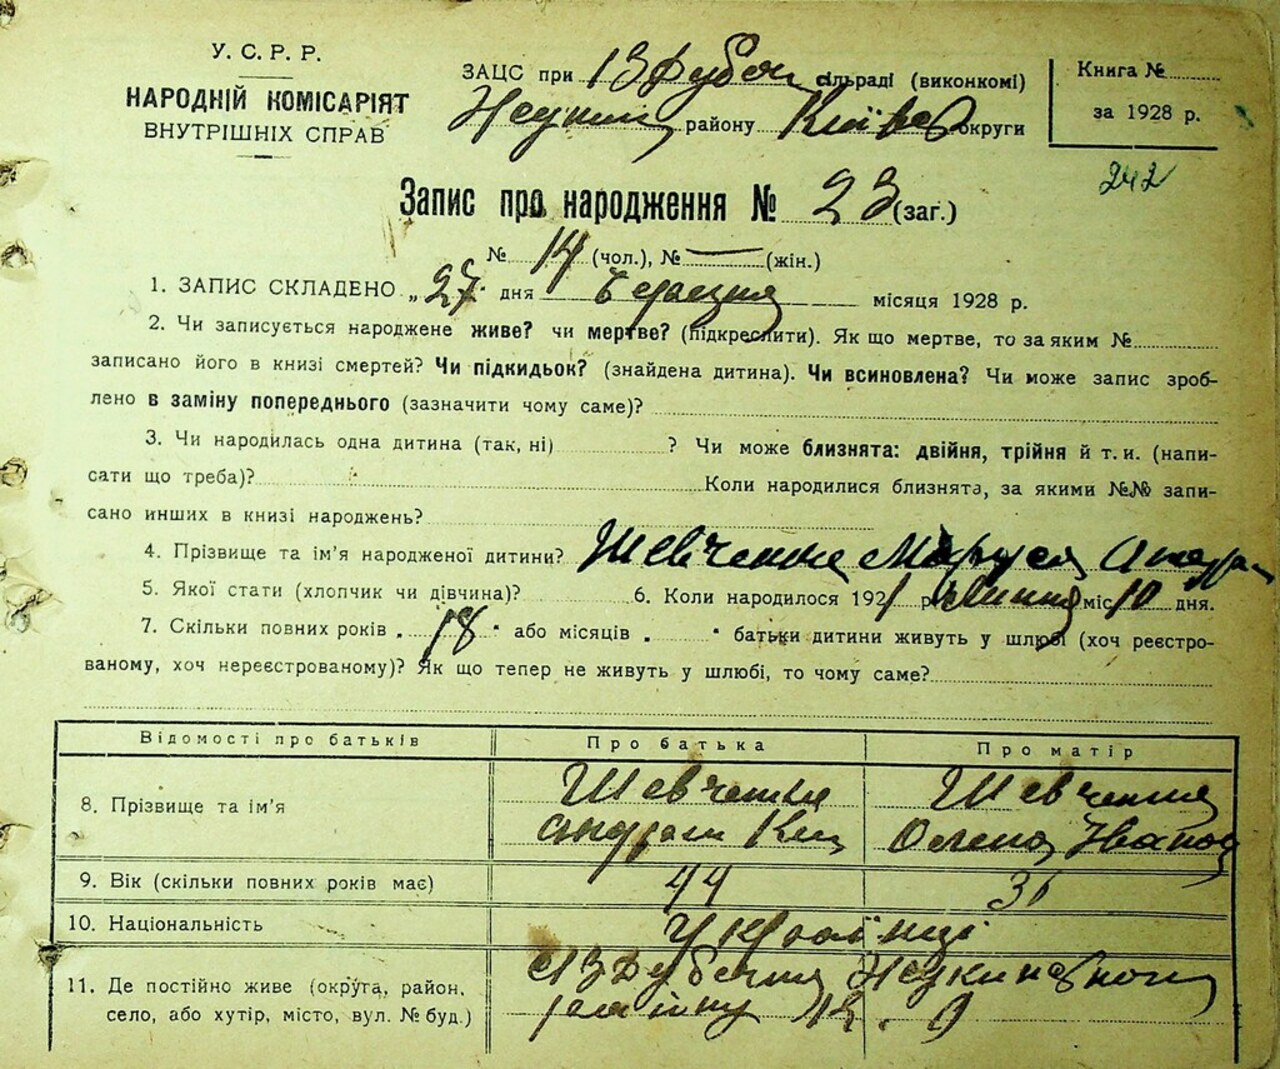 У. С. Р. Р.
НАРОДНІЙ КОМІСАРІЯТ
ВНУТРІШНІХ СПРАВ
ЗАЦС при сільраді (виконкомі)
району Київ округи
Книга №
за 1928 р.
242
Запис про народження № 23 (заг.)
№ 14 (чол.), № — (жін.)
1. ЗАПИС СКЛАДЕНО „27" дня березня місяця 1928 р.
2. Чи записується народжене живе? чи мертве? (підкреслити). Як що мертве, то за яким №
записано його в книзі смертей? Чи підкидьок? (знайдена дитина). Чи всиновлена? Чи може запис зроб-
лено в заміну попереднього (зазначити чому саме)?
3. Чи народилась одна дитина (так, ні) ? Чи може близнята: двійня, трійня й т. и. (напи-
сати що треба)? Коли народилися близнята, за якими №№ запи-
сано инших в книзі народжень?
4. Прізвище та ім'я народженої дитини? Шевченко Маруся
5. Якої стати (хлопчик чи дівчина)? 6. Коли народилося 1921 р. міс 10 дня.
7. Скільки повних років „ 18 " або місяців „ " батьки дитини живуть у шлюбі (хоч реєстро-
ваному, хоч нереєстрованому)? Як що тепер не живуть у шлюбі, то чому саме?
Відомості про батьків Про батька Про матір
8. Прізвище та ім'я Шевченко Шевченко
Олена Іванов
9. Вік (скільки повних років має) 44
10. Національність Українці
11. Де постійно живе (округа, район,
село, або хутір, місто, вул. № буд.) району